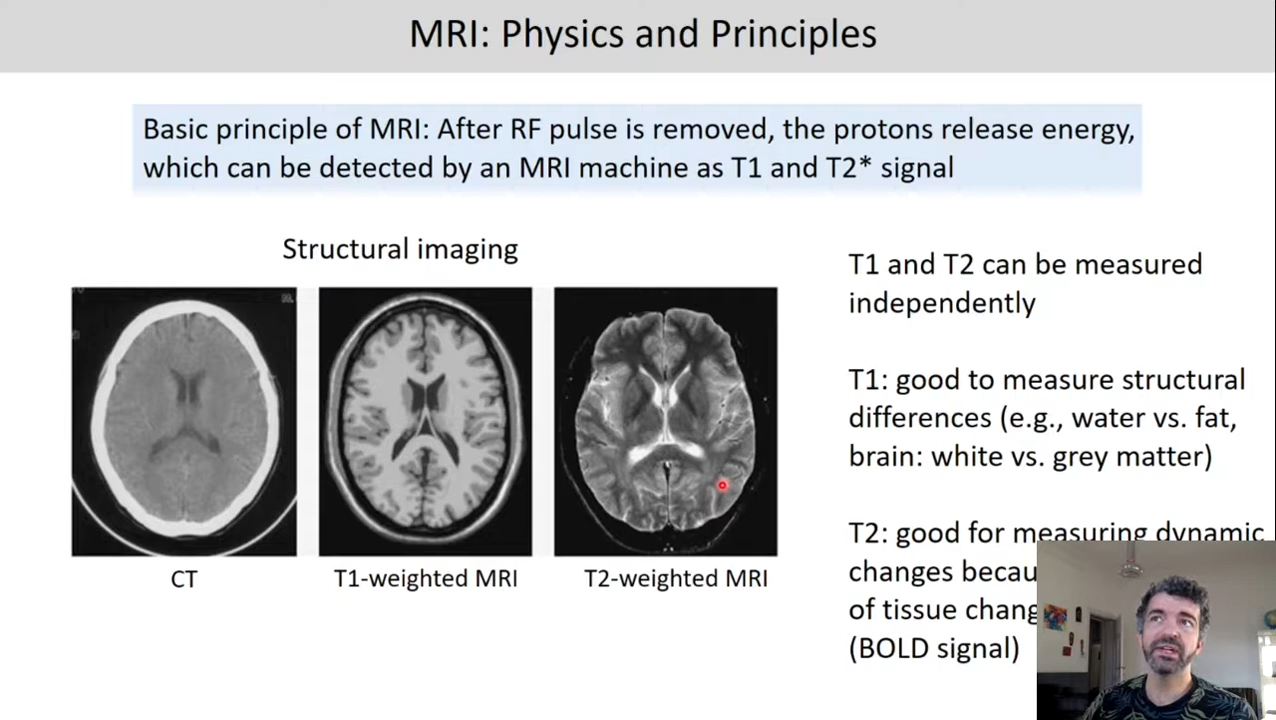 MRI: Physics and Principles
Basic principle of MRI: After RF pulse is removed, the protons release energy,
which can be detected by an MRI machine as T1 and T2* signal
Structural imaging
CT
T1-weighted MRI
T2-weighted MRI
T1 and T2 can be measured
independently
T1: good to measure structural
differences (e.g., water vs. fat,
brain: white vs. grey matter)
T2: good for measuring dynamic
changes
of tissue
(BOLD signal)